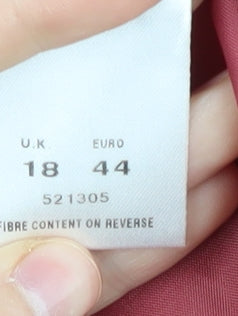 U.K. EURO
18 44
521305
FIBRE CONTENT ON REVERSE